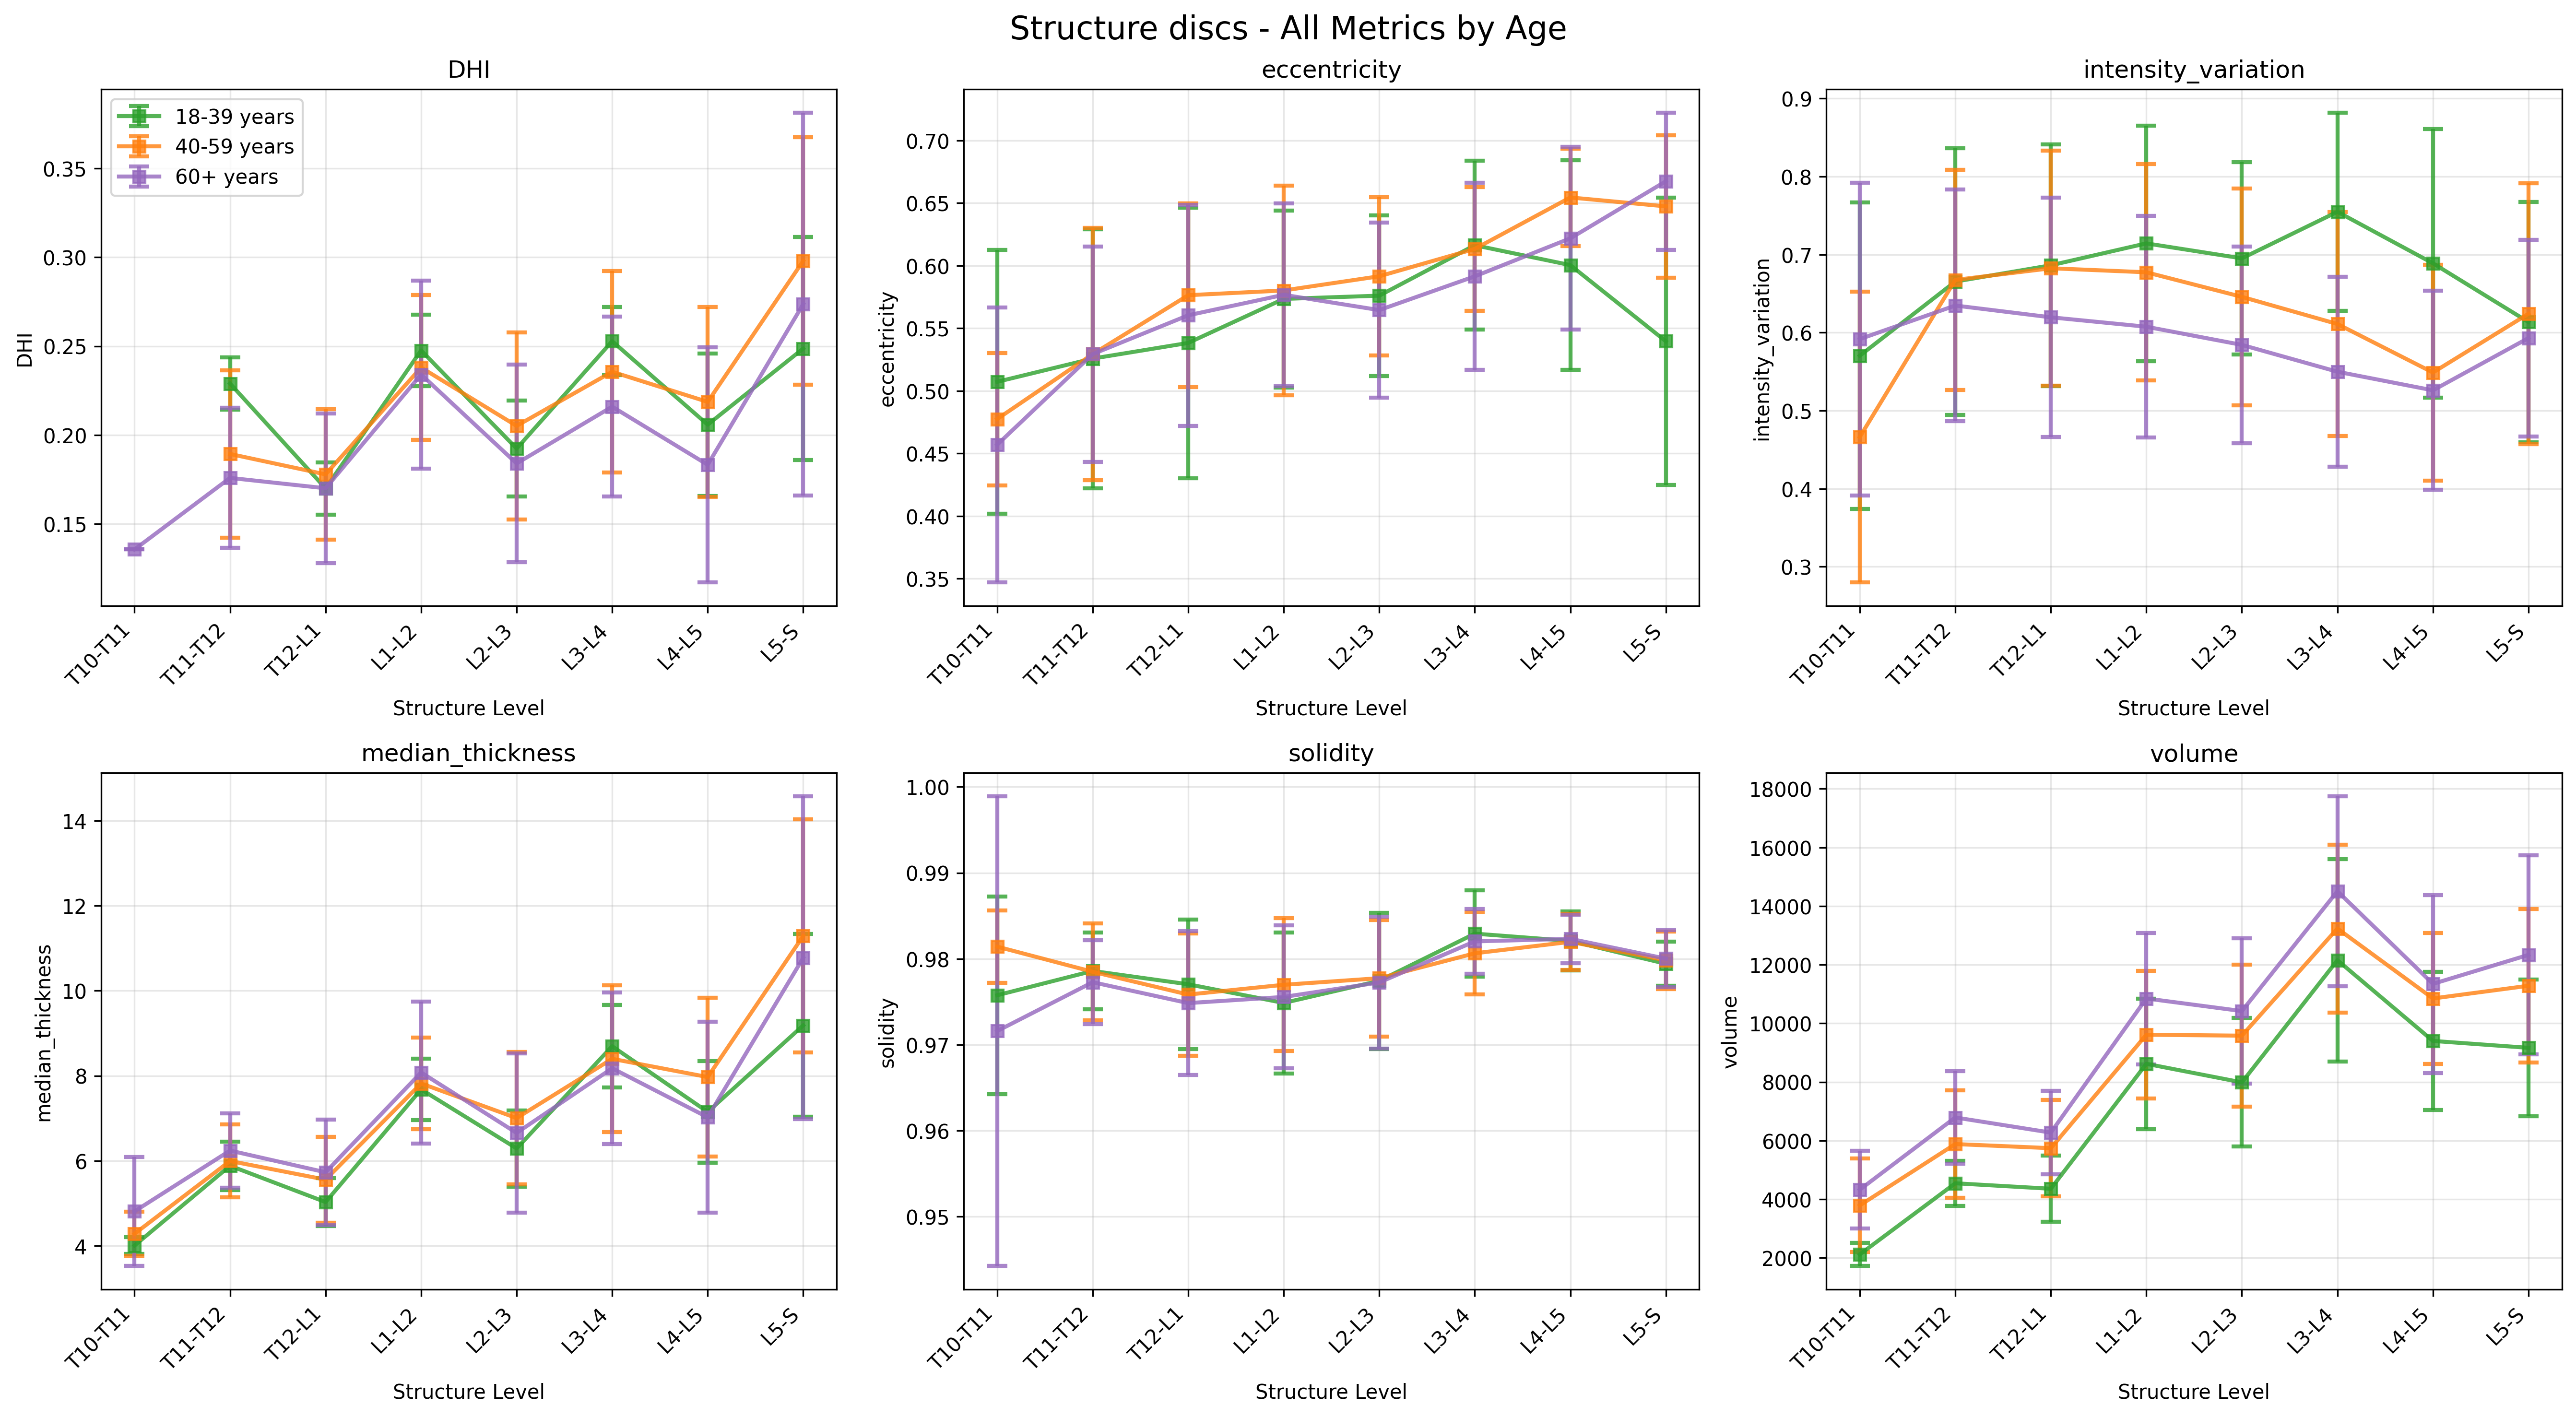 Structure discs - All Metrics by Age
DHI
18-39 years
40-59 years
60+ years
DHI
0.35
0.30
0.25
0.20
0.15
T10-T11
T11-T12
T12-L1
L1-L2
L2-L3
L3-L4
L4-L5
L5-S
Structure Level
eccentricity
eccentricity
0.70
0.65
0.60
0.55
0.50
0.45
0.40
0.35
T10-T11
T11-T12
T12-L1
L1-L2
L2-L3
L3-L4
L4-L5
L5-S
Structure Level
intensity_variation
intensity_variation
0.9
0.8
0.7
0.6
0.5
0.4
0.3
T10-T11
T11-T12
T12-L1
L1-L2
L2-L3
L3-L4
L4-L5
L5-S
Structure Level
median_thickness
median_thickness
14
12
10
8
6
4
T10-T11
T11-T12
T12-L1
L1-L2
L2-L3
L3-L4
L4-L5
L5-S
Structure Level
solidity
solidity
1.00
0.99
0.98
0.97
0.96
0.95
T10-T11
T11-T12
T12-L1
L1-L2
L2-L3
L3-L4
L4-L5
L5-S
Structure Level
volume
volume
18000
16000
14000
12000
10000
8000
6000
4000
2000
T10-T11
T11-T12
T12-L1
L1-L2
L2-L3
L3-L4
L4-L5
L5-S
Structure Level